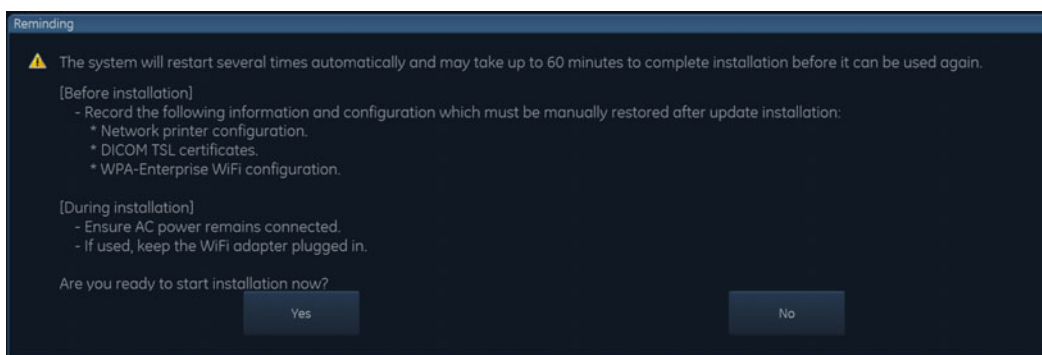 Reminding
The system will restart several times automatically and may take up to 60 minutes to complete installation before it can be used again.
[Before installation]
- Record the following information and configuration which must be manually restored after update installation:
* Network printer configuration.
* DICOM TSL certificates.
* WPA-Enterprise WiFi configuration.
[During installation]
- Ensure AC power remains connected.
- If used, keep the WiFi adapter plugged in.
Are you ready to start installation now?
Yes No